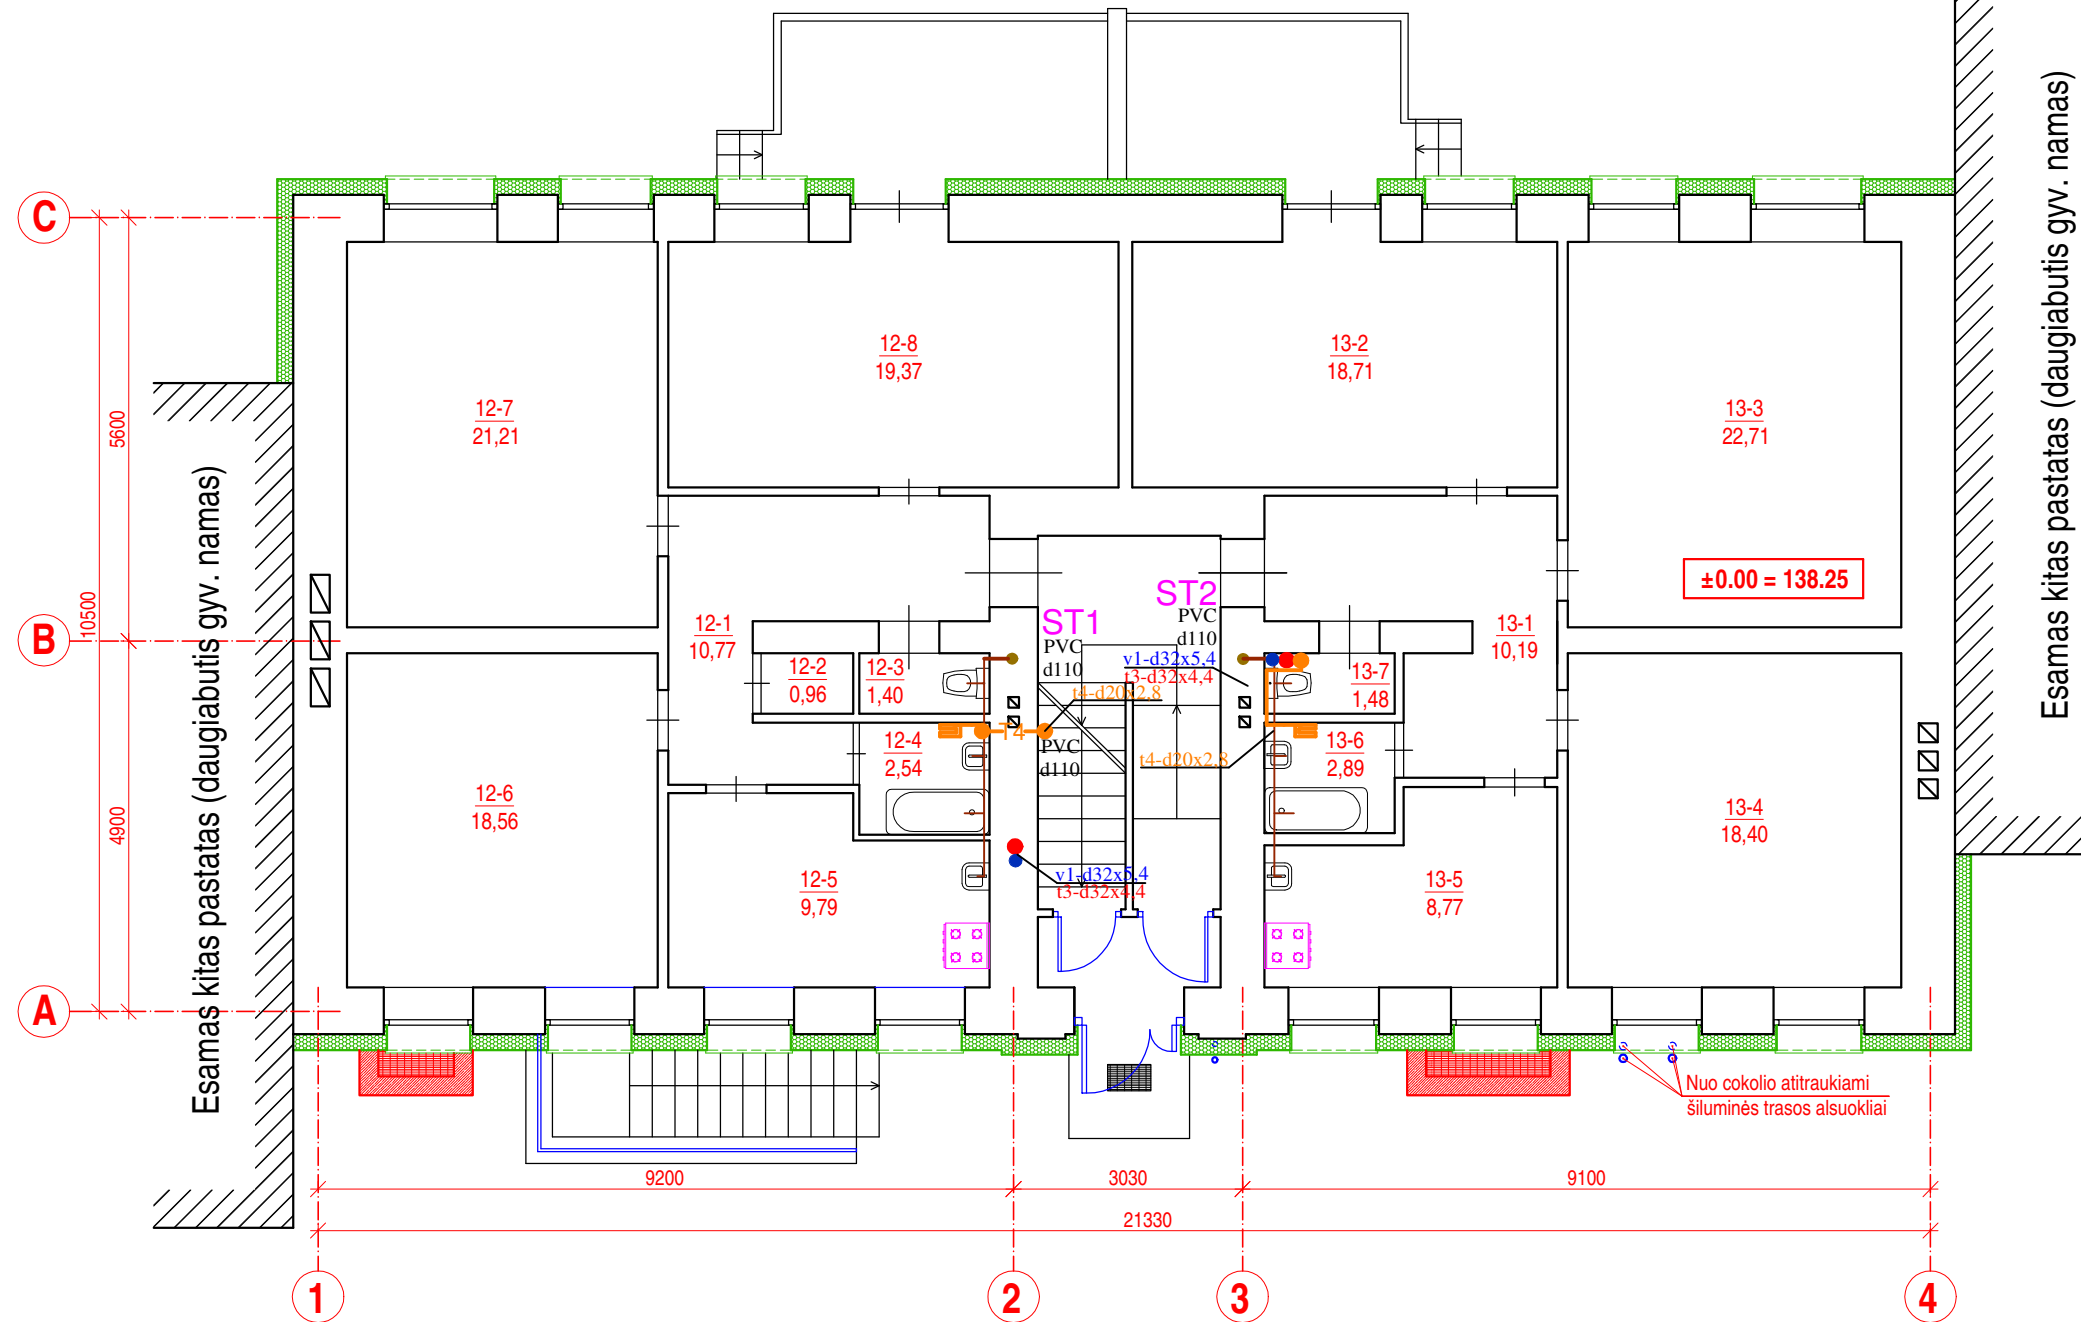 Esamas kitas pastatas (daugiabutis gyv. namas)
C
12-8
19,37
13-2
18,71
12-7
21,21
13-3
22,71
5600
Esamas kitas pastatas (daugiabutis gyv. namas)
±0.00 = 138.25
10500
B
ST1
PVC
d110
ST2
PVC
d110
12-1
10,77
12-2
0,96
12-3
1,40
v1-d32x5,4
t3-d32x4,4
t4-d20x2,8
13-7
1,48
13-1
10,19
T4
12-4
2,54
PVC
d110
t4-d20x2,8
13-6
2,89
12-6
18,56
13-4
18,40
4900
12-5
9,79
v1-d32x5,4
t3-d32x4,4
13-5
8,77
A
Nuo cokolio atitraukiami
šiluminės trasos alsuokliai
9200
3030
9100
21330
1
2
3
4